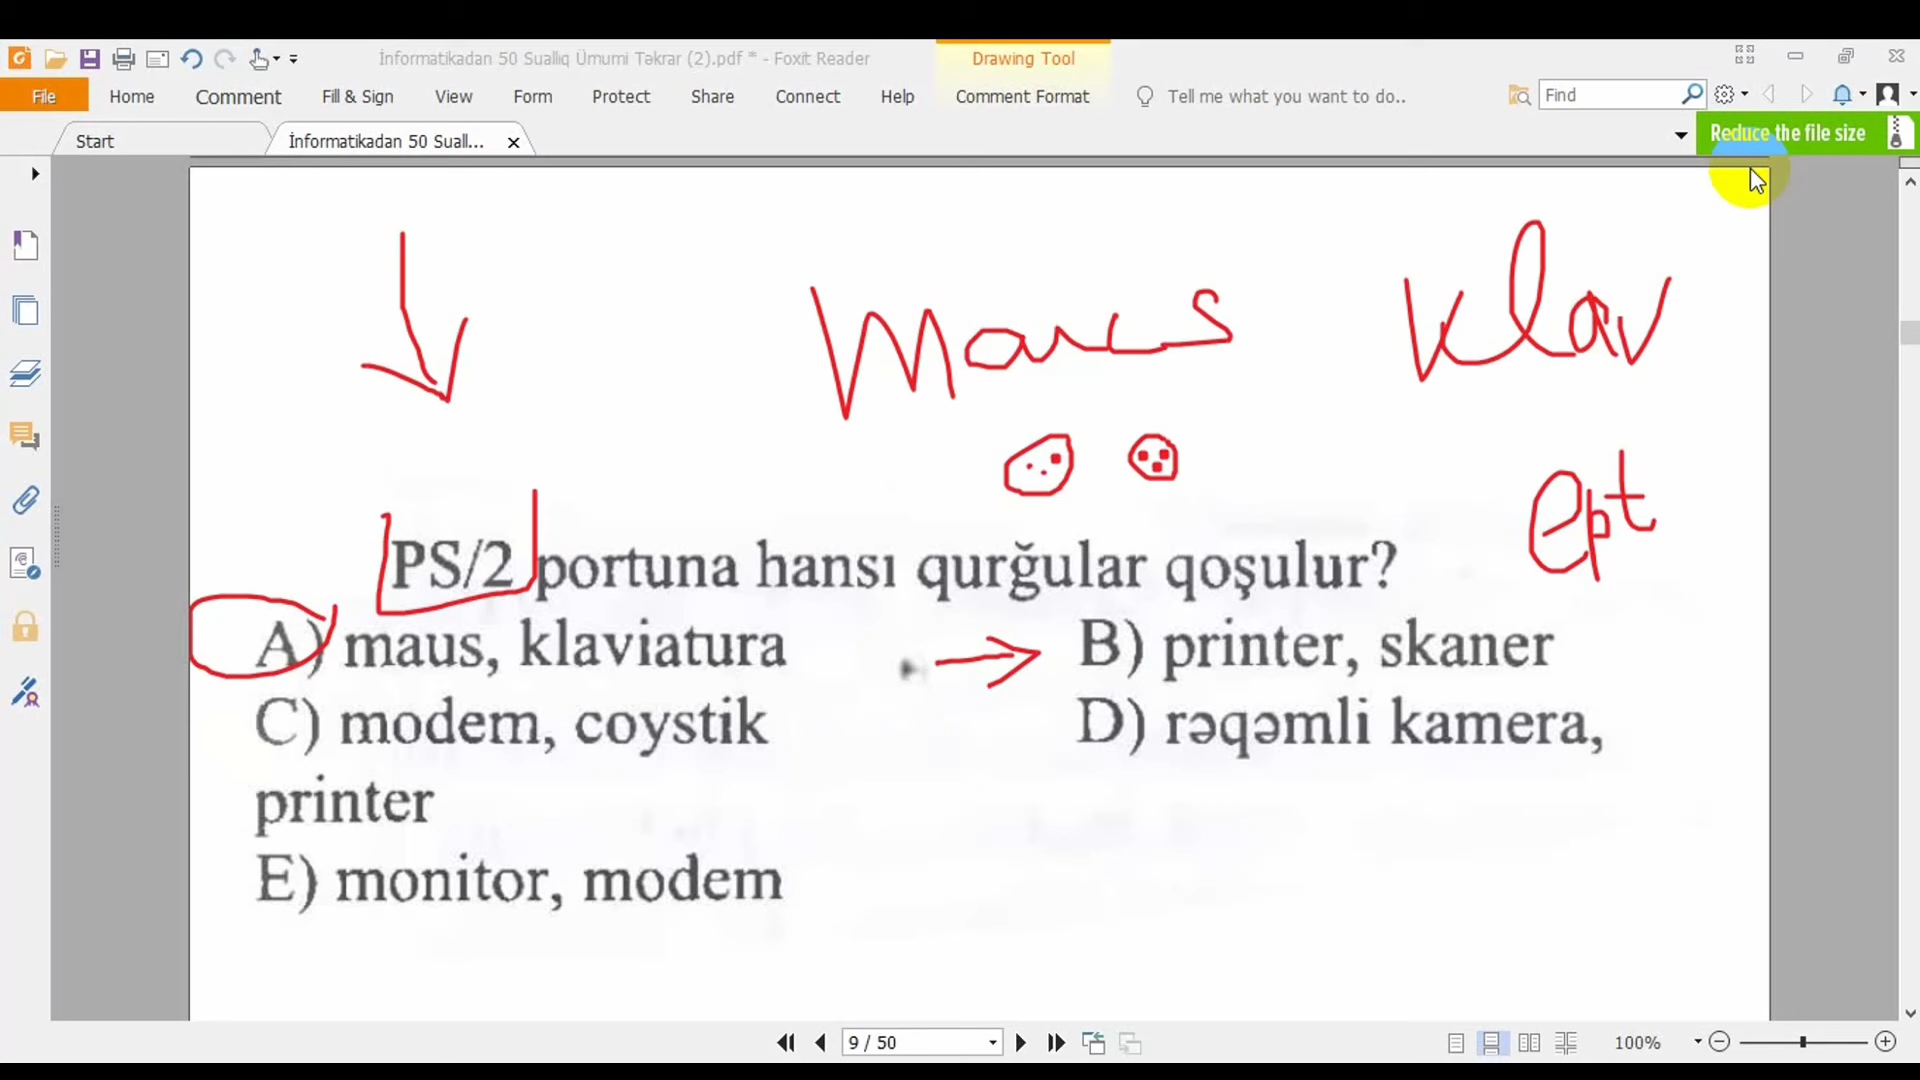 İnformatikadan 50 Suallıq Ümumi Təkrar (2).pdf * - Foxit Reader
Drawing Tool
File Home Comment Fill & Sign View Form Protect Share Connect Help Comment Format Tell me what you want to do.. Find
Start İnformatikadan 50 Suall... Reduce the file size
Maus klav
ept
PS/2 portuna hansı qurğular qoşulur?
A) maus, klaviatura B) printer, skaner
C) modem, coystik D) rəqəmli kamera,
printer
E) monitor, modem
9 / 50 100%